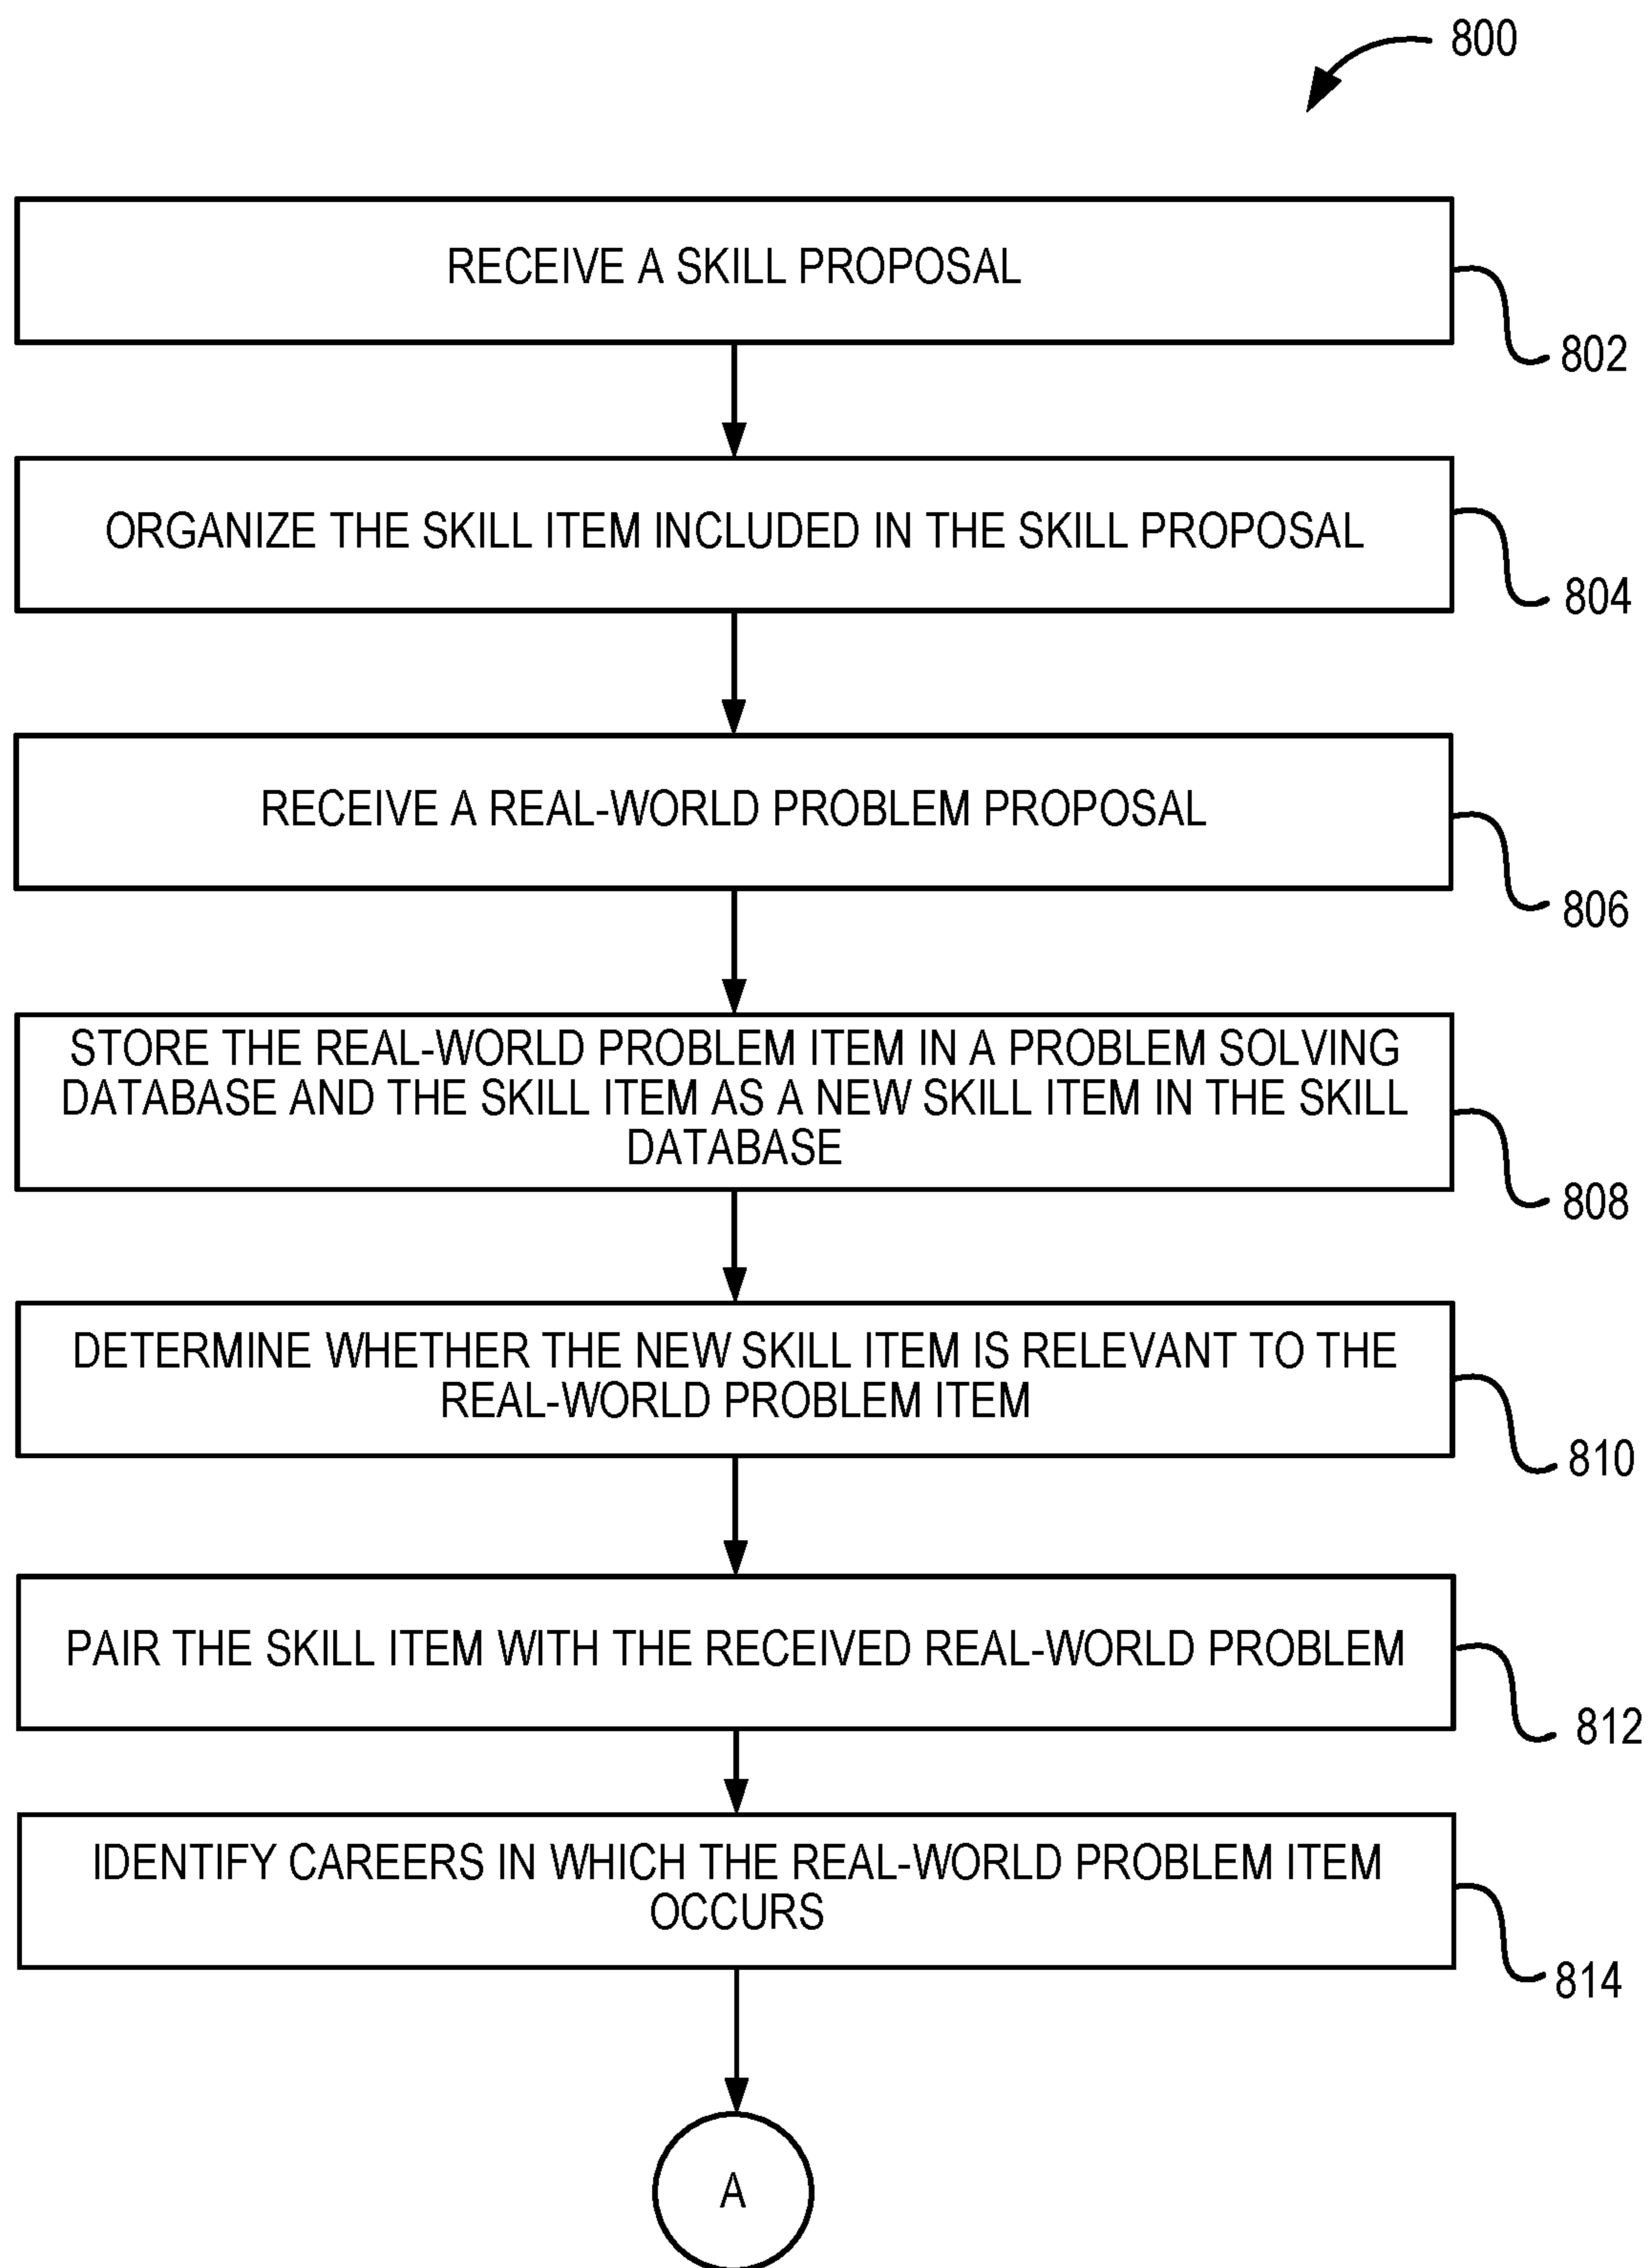 800
RECEIVE A SKILL PROPOSAL
802
ORGANIZE THE SKILL ITEM INCLUDED IN THE SKILL PROPOSAL
804
RECEIVE A REAL-WORLD PROBLEM PROPOSAL
806
STORE THE REAL-WORLD PROBLEM ITEM IN A PROBLEM SOLVING
DATABASE AND THE SKILL ITEM AS A NEW SKILL ITEM IN THE SKILL
DATABASE
808
DETERMINE WHETHER THE NEW SKILL ITEM IS RELEVANT TO THE
REAL-WORLD PROBLEM ITEM
810
PAIR THE SKILL ITEM WITH THE RECEIVED REAL-WORLD PROBLEM
812
IDENTIFY CAREERS IN WHICH THE REAL-WORLD PROBLEM ITEM
OCCURS
814
A